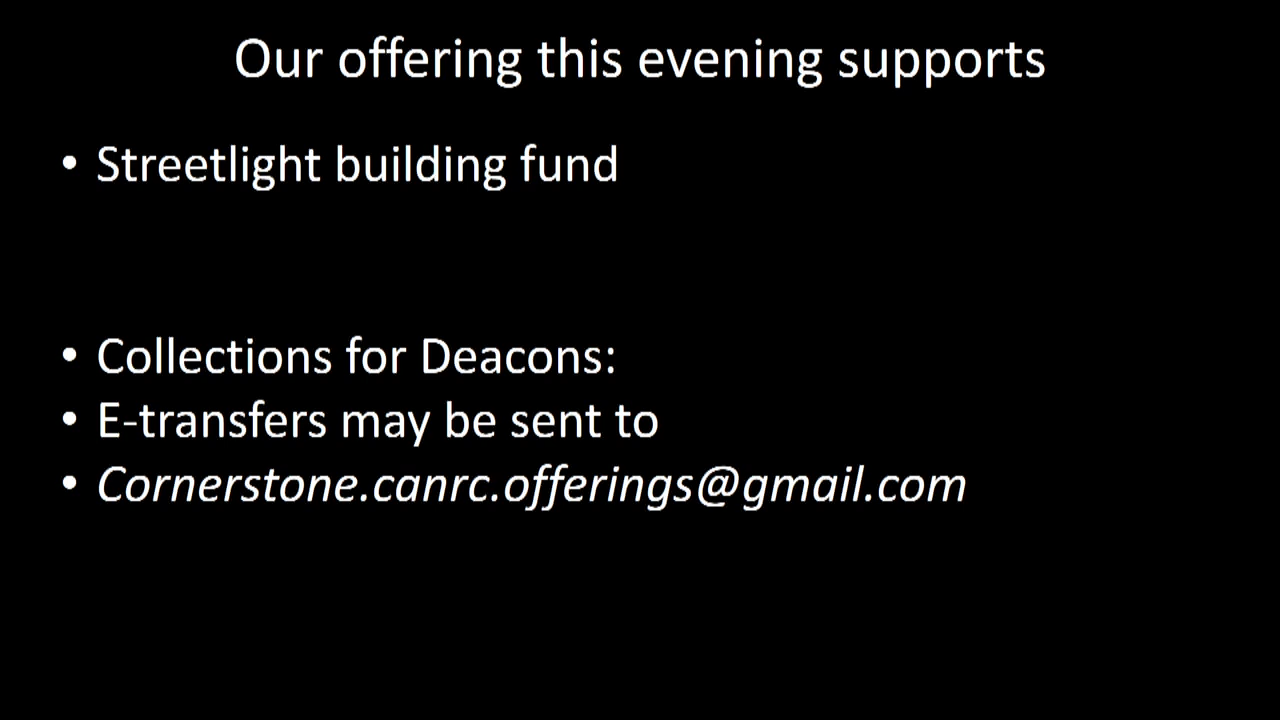 Our offering this evening supports
• Streetlight building fund
• Collections for Deacons:
• E-transfers may be sent to
• Cornerstone.canrc.offerings@gmail.com